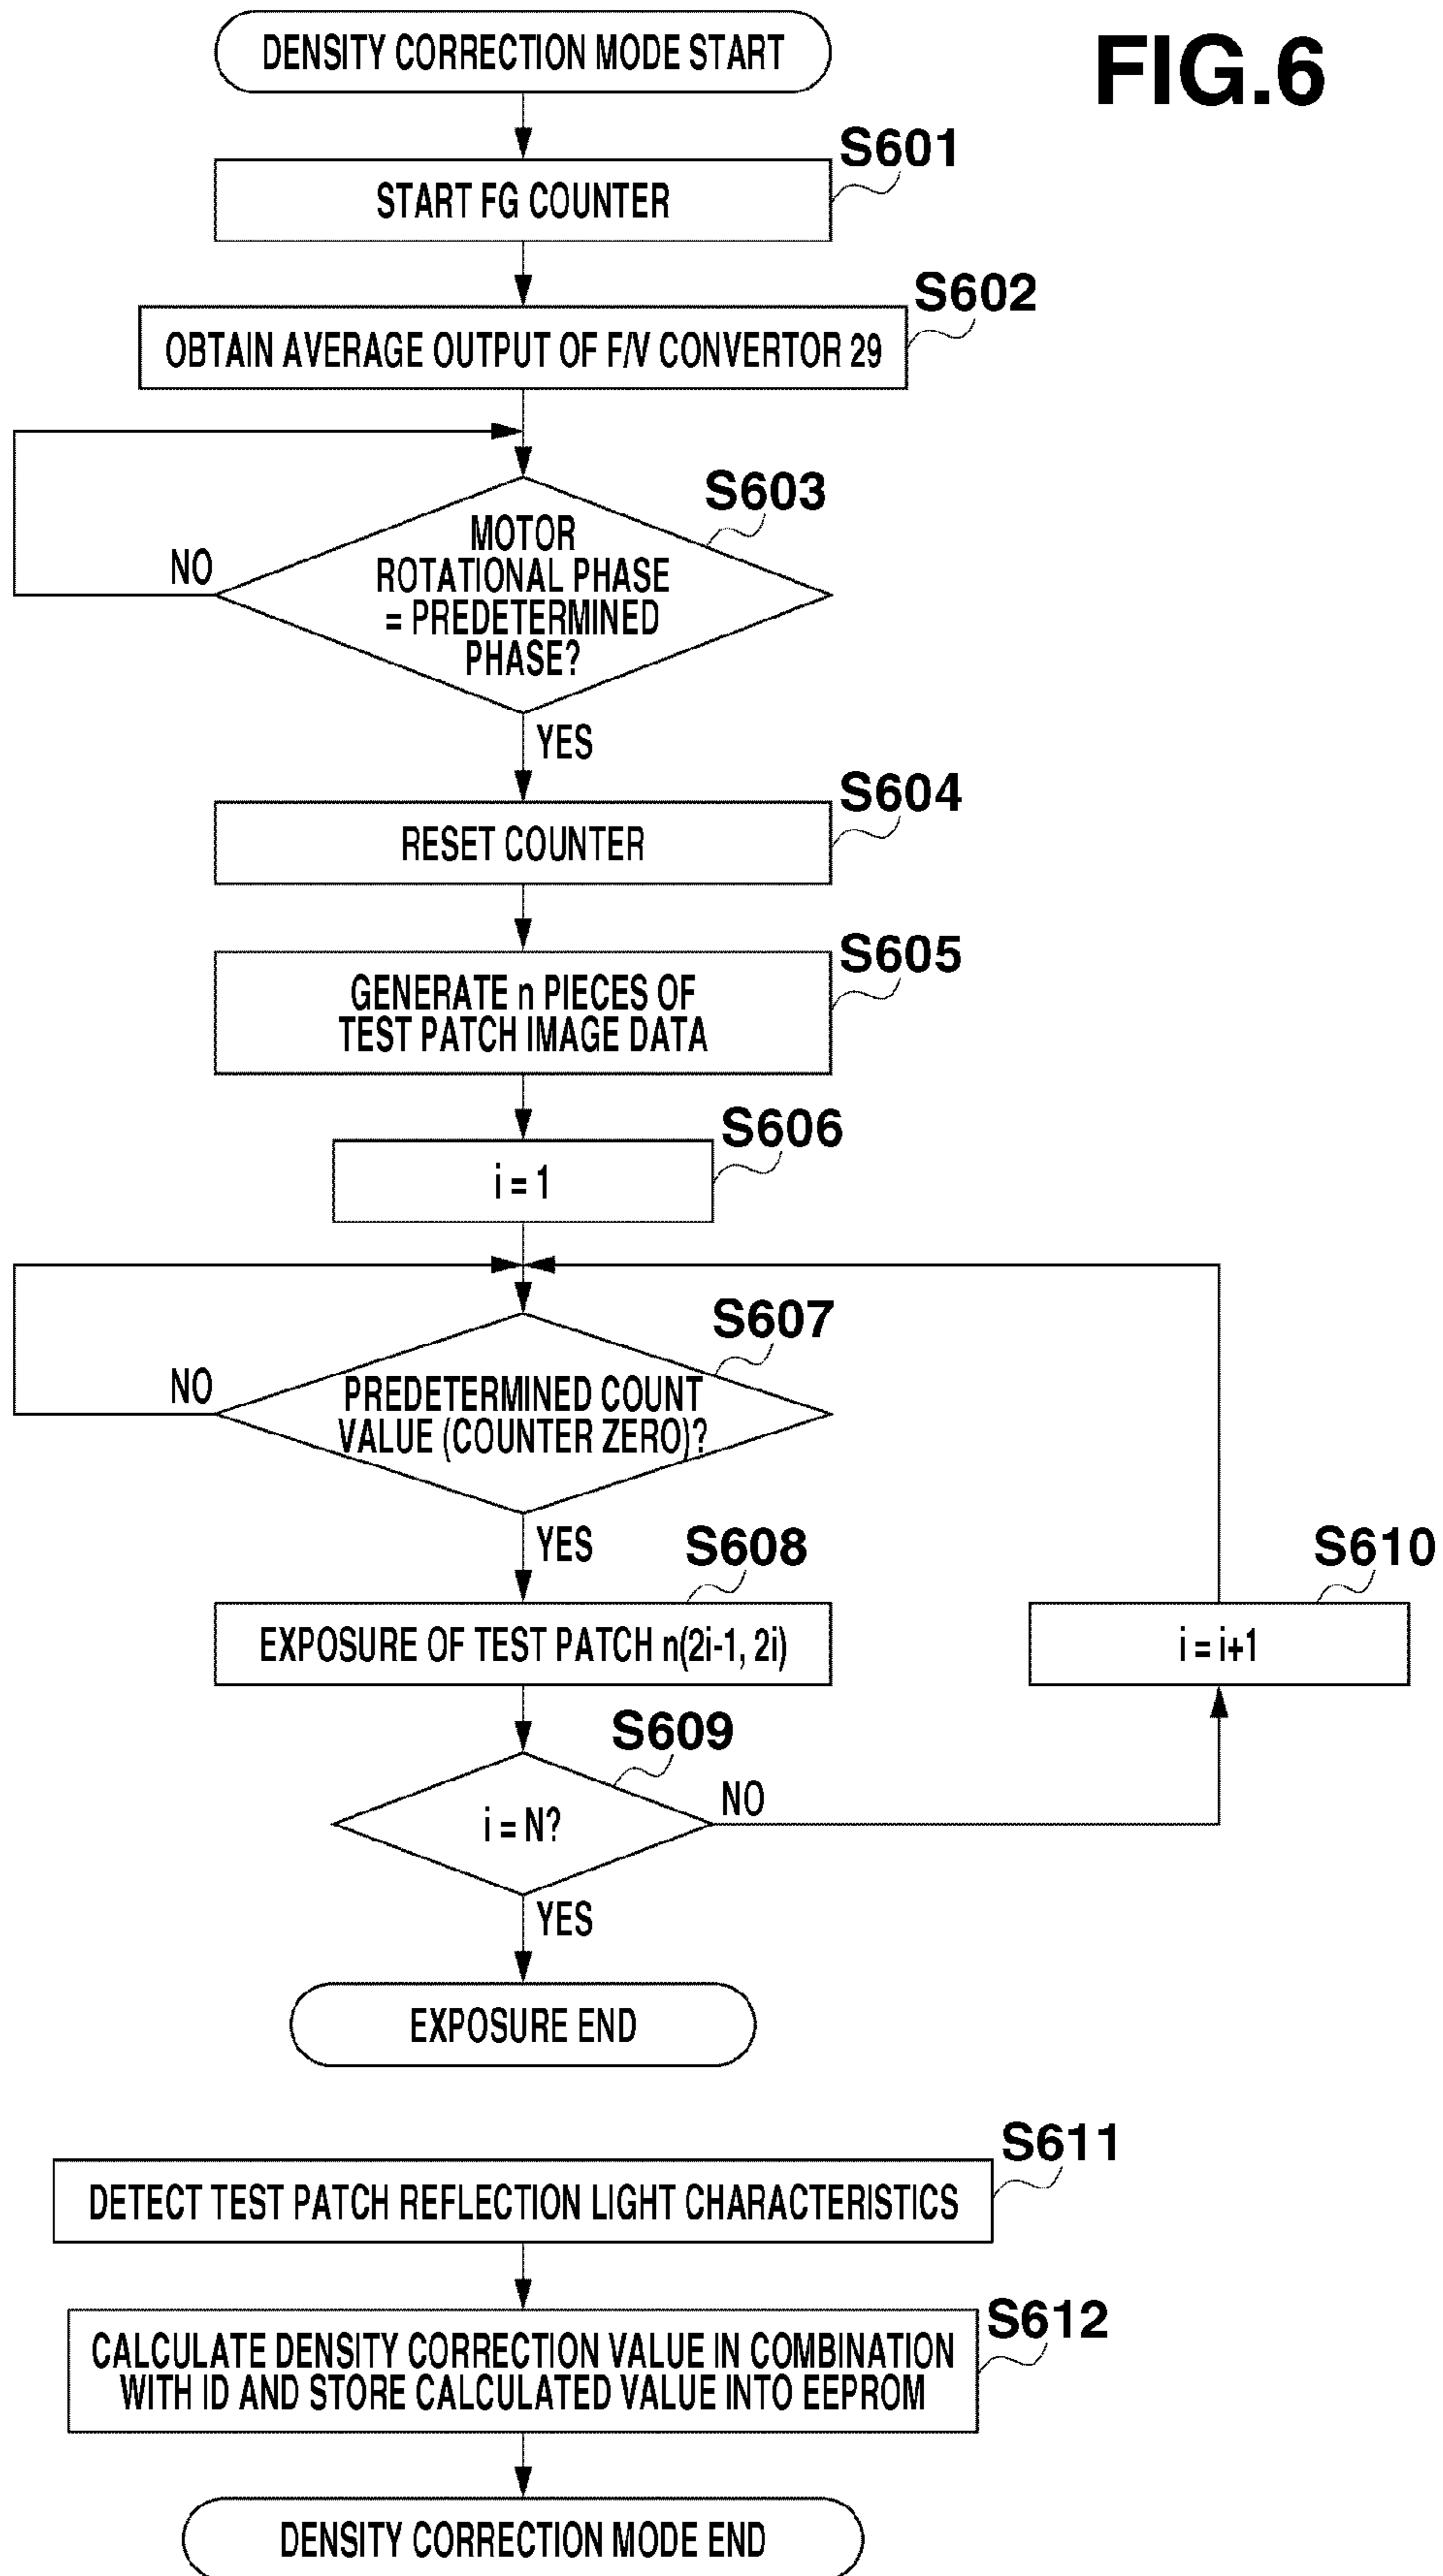 FIG.6
DENSITY CORRECTION MODE START
S601
START FG COUNTER
S602
OBTAIN AVERAGE OUTPUT OF F/V CONVERTOR 29
S603
MOTOR
ROTATIONAL PHASE
= PREDETERMINED
PHASE?
NO
YES
S604
RESET COUNTER
S605
GENERATE n PIECES OF
TEST PATCH IMAGE DATA
S606
i = 1
S607
PREDETERMINED COUNT
VALUE (COUNTER ZERO)?
NO
YES
S608
EXPOSURE OF TEST PATCH n(2i-1, 2i)
S610
i = i+1
S609
i = N?
NO
YES
EXPOSURE END
S611
DETECT TEST PATCH REFLECTION LIGHT CHARACTERISTICS
S612
CALCULATE DENSITY CORRECTION VALUE IN COMBINATION
WITH ID AND STORE CALCULATED VALUE INTO EEPROM
DENSITY CORRECTION MODE END